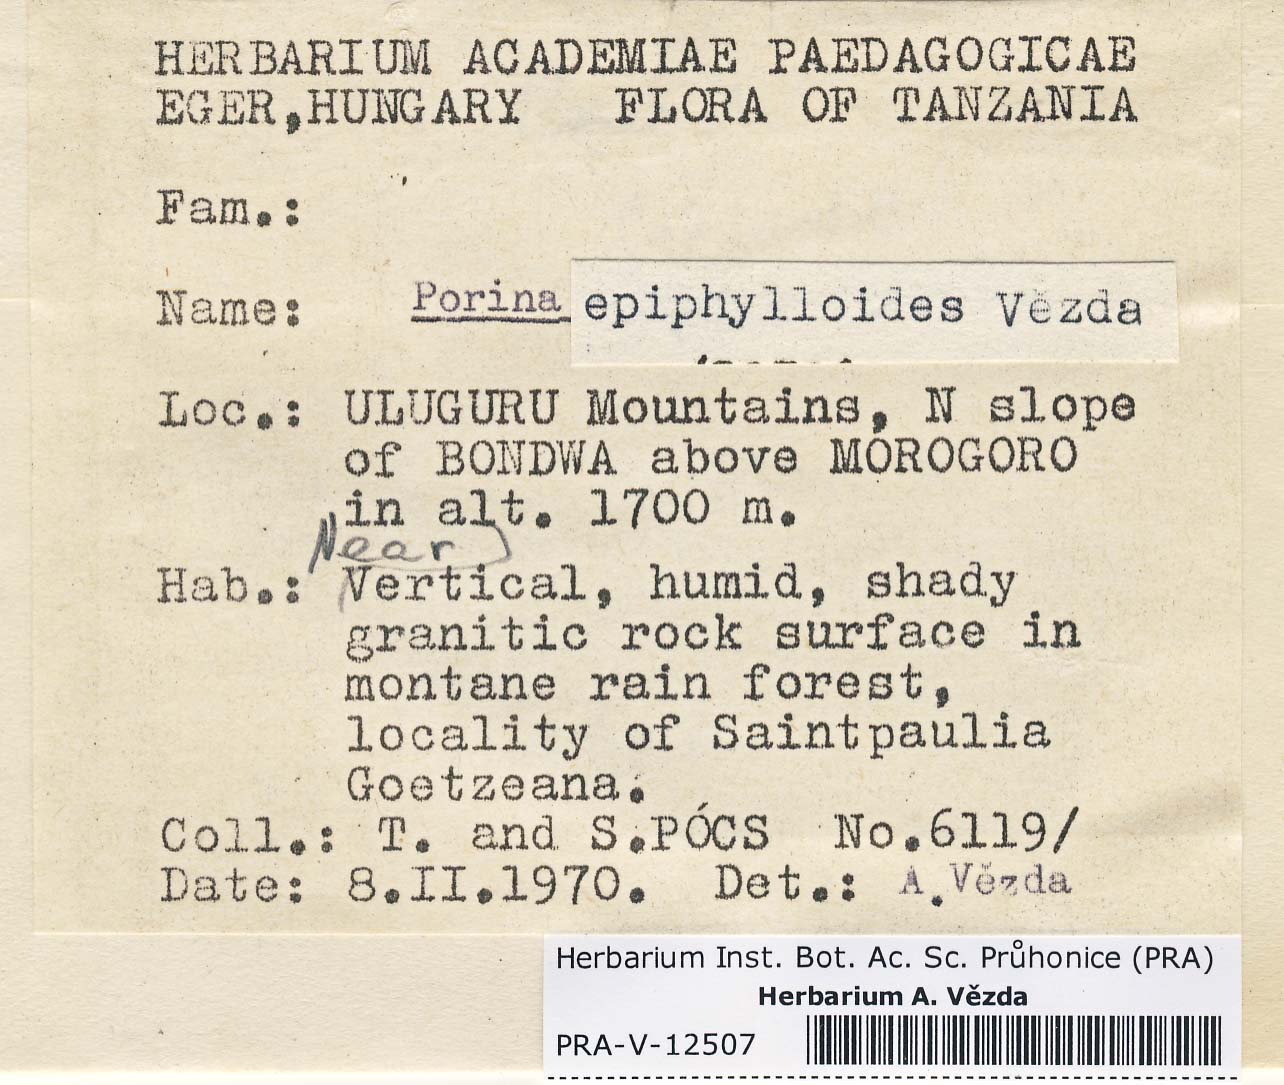 HERBARIUM ACADEMIAE PAEDAGOGICAE
EGER,HUNGARY FLORA OF TANZANIA
Fam.:
Name: Porina epiphylloides Vězda
Loc.: ULUGURU Mountains, N slope
of BONDWA above MOROGORO
in alt. 1700 m.
Near
Hab.: Vertical, humid, shady
granitic rock surface in
montane rain forest,
locality of Saintpaulia
Goetzeana.
Coll.: T. and S.PÓCS No.6119/
Date: 8.II.1970. Det.: A.Vězda
Herbarium Inst. Bot. Ac. Sc. Průhonice (PRA)
Herbarium A. Vězda
PRA-V-12507